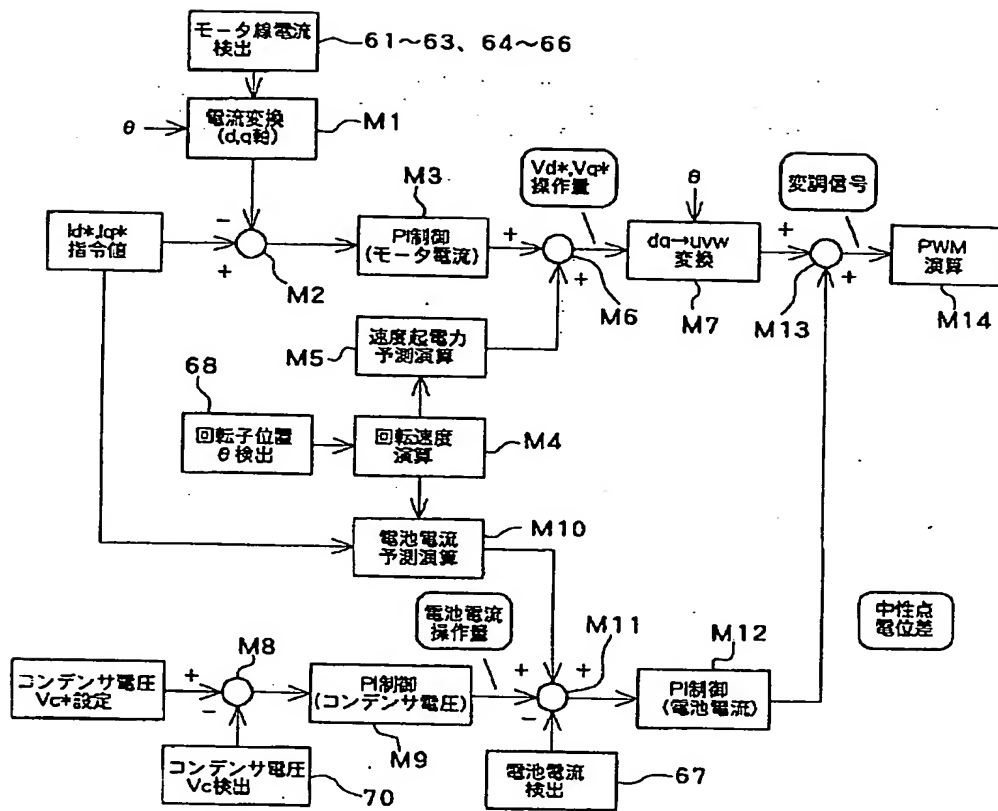 モータ線電流
検出
61～63、64～66
θ
電流変換
(d,q軸)
M1
Id*,Iq*
指令値
−
+
M2
M3
PI制御
(モータ電流)
+
+
Vd*,Vq*
操作量
M6
θ
dq→uvw
変換
M7
変調信号
+
+
M13
PWM
演算
M14
M5
速度起電力
予測演算
68
回転子位置
θ検出
回転速度
演算
M4
電池電流
予測演算
M10
コンデンサ電圧
Vc*設定
+
−
M8
コンデンサ電圧
Vc検出
70
PI制御
(コンデンサ電圧)
M9
電池電流
操作量
+
+
−
M11
電池電流
検出
67
M12
PI制御
(電池電流)
中性点
電位差